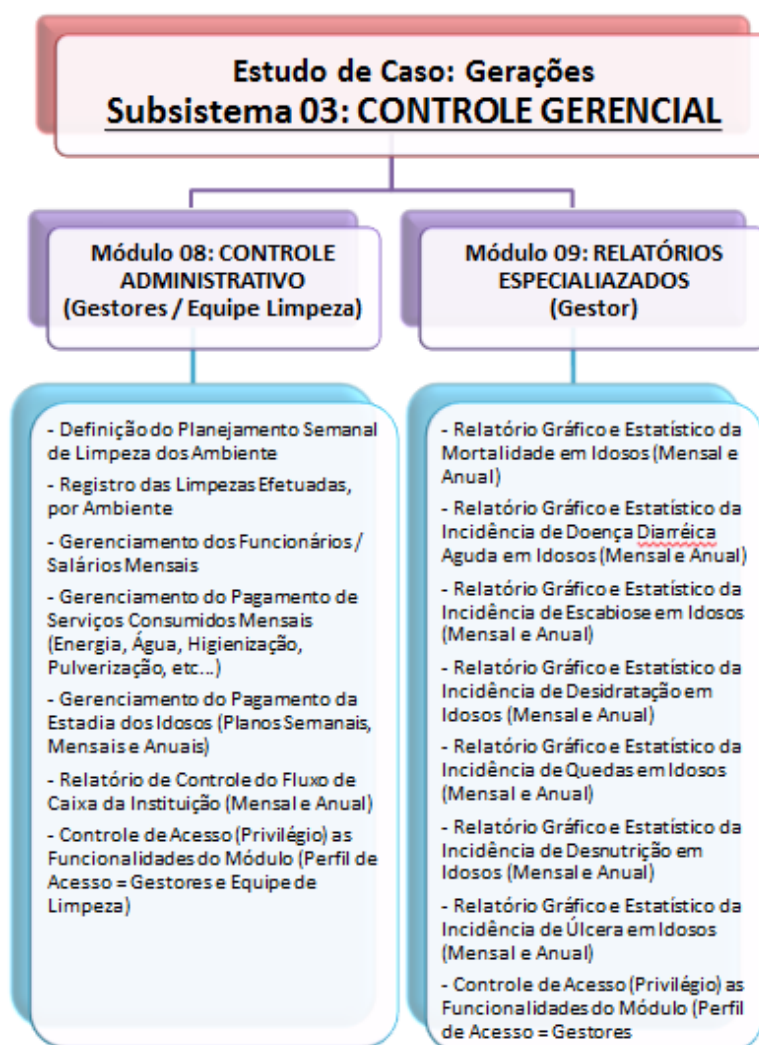 Estudo de Caso: Gerações
Subsistema 03: CONTROLE GERENCIAL
Módulo 08: CONTROLE
ADMINISTRATIVO
(Gestores / Equipe Limpeza)
- Definição do Planejamento Semanal
de Limpeza dos Ambiente
- Registro das Limpezas Efetuadas,
por Ambiente
- Gerenciamento dos Funcionários /
Salários Mensais
- Gerenciamento do Pagamento de
Serviços Consumidos Mensais
(Energia, Água, Higienização,
Pulverização, etc...)
- Gerenciamento do Pagamento da
Estadia dos Idosos (Planos Semanais,
Mensais e Anuais)
- Relatório de Controle do Fluxo de
Caixa da Instituição (Mensal e Anual)
- Controle de Acesso (Privilégio) as
Funcionalidades do Módulo (Perfil de
Acesso = Gestores e Equipe de
Limpeza)
Módulo 09: RELATÓRIOS
ESPECIALIAZADOS
(Gestor)
- Relatório Gráfico e Estatístico da
Mortalidade em Idosos (Mensal e
Anual)
- Relatório Gráfico e Estatístico da
Incidência de Doença Diarréica
Aguda em Idosos (Mensal e Anual)
- Relatório Gráfico e Estatístico da
Incidência de Escabiose em Idosos
(Mensal e Anual)
- Relatório Gráfico e Estatístico da
Incidência de Desidratação em
Idosos (Mensal e Anual)
- Relatório Gráfico e Estatístico da
Incidência de Quedas em Idosos
(Mensal e Anual)
- Relatório Gráfico e Estatístico da
Incidência de Desnutrição em
Idosos (Mensal e Anual)
- Relatório Gráfico e Estatístico da
Incidência de Úlcera em Idosos
(Mensal e Anual)
- Controle de Acesso (Privilégio) as
Funcionalidades do Módulo (Perfil
de Acesso = Gestores